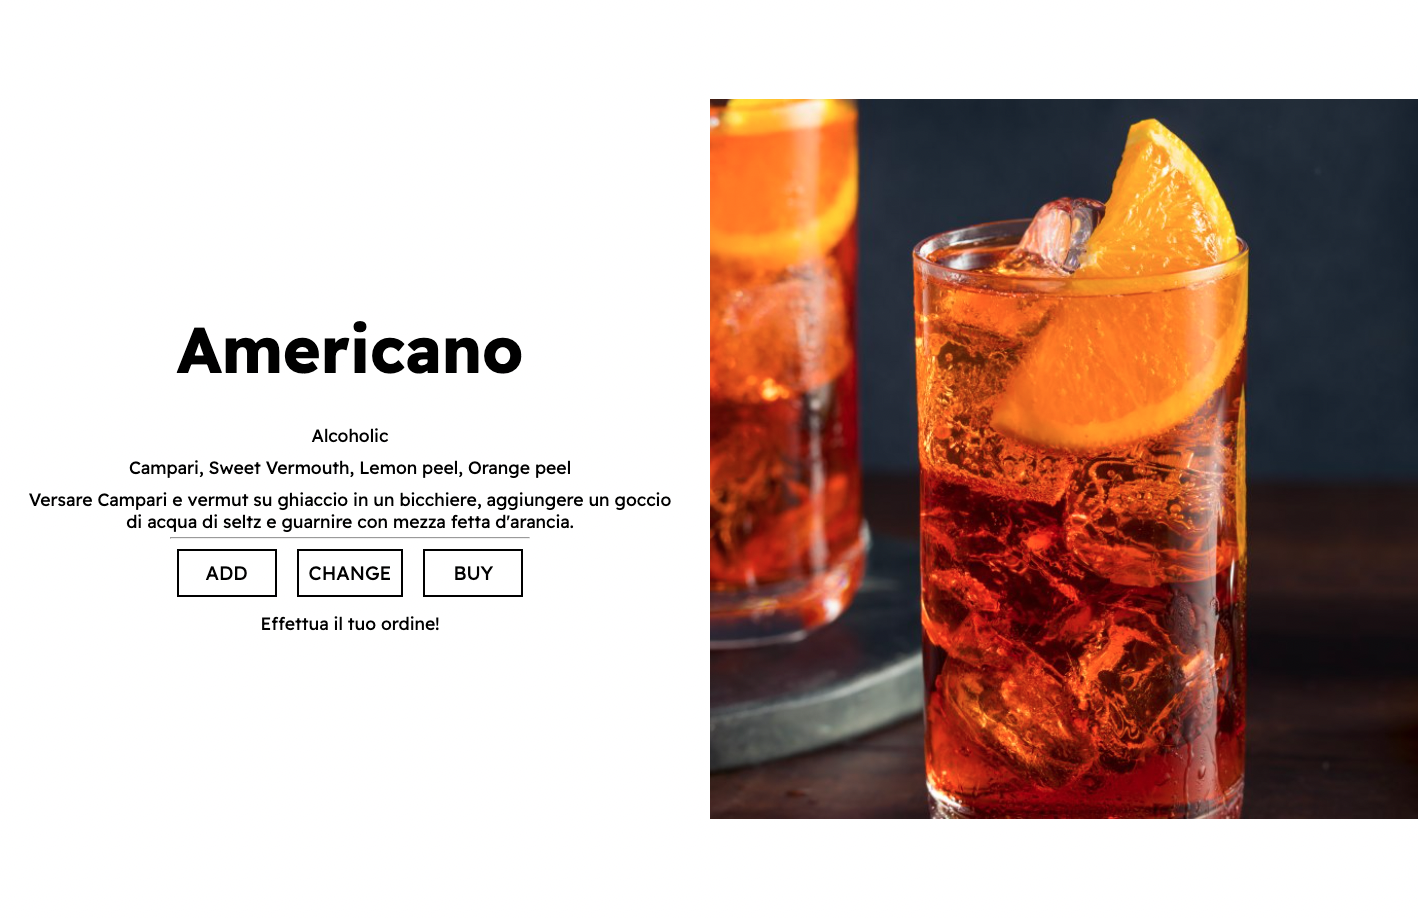 Americano
Alcoholic
Campari, Sweet Vermouth, Lemon peel, Orange peel
Versare Campari e vermut su ghiaccio in un bicchiere, aggiungere un goccio
di acqua di seltz e guarnire con mezza fetta d'arancia.
ADD CHANGE BUY
Effettua il tuo ordine!